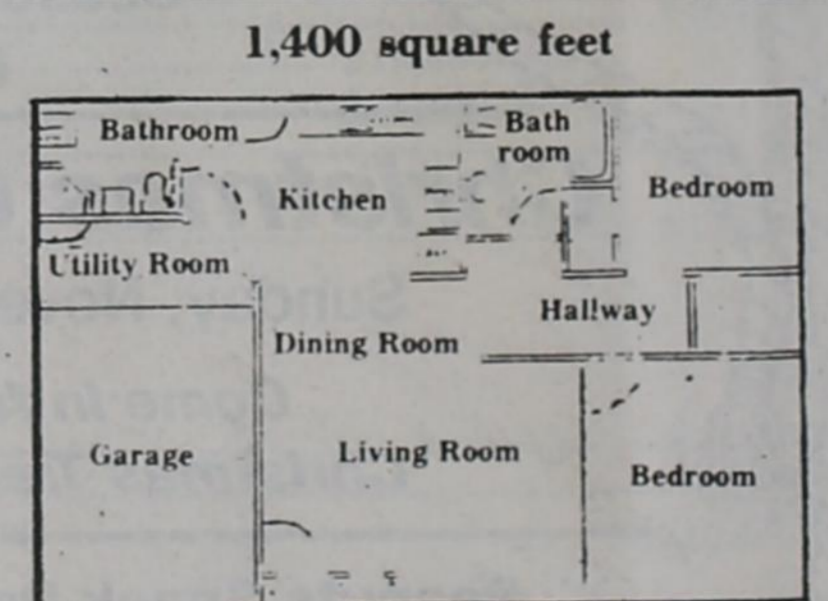 1,400 square feet
Bathroom
Bath
room
Kitchen
Bedroom
Utility Room
Hallway
Dining Room
Garage
Living Room
Bedroom